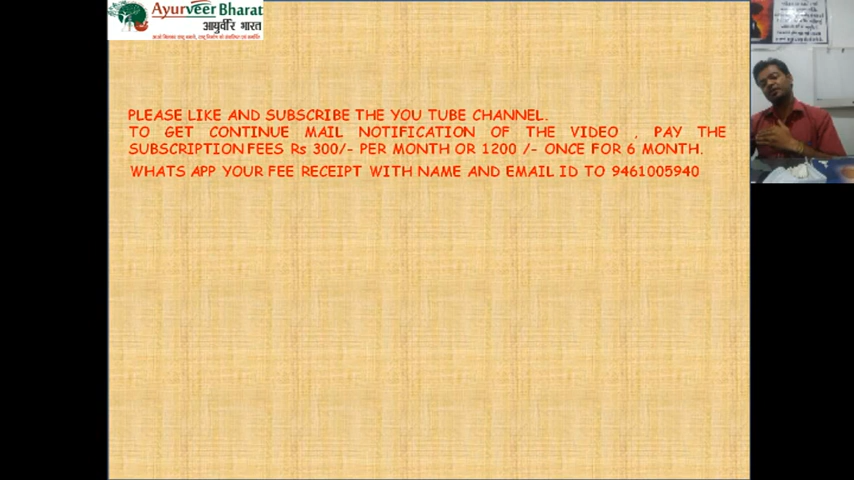 Ayurveer Bharat
आयुर्वीर भारत
PLEASE LIKE AND SUBSCRIBE THE YOU TUBE CHANNEL.
TO GET CONTINUE MAIL NOTIFICATION OF THE VIDEO , PAY THE
SUBSCRIPTION FEES Rs 300/- PER MONTH OR 1200 /- ONCE FOR 6 MONTH.
WHATS APP YOUR FEE RECEIPT WITH NAME AND EMAIL ID TO 9461005940